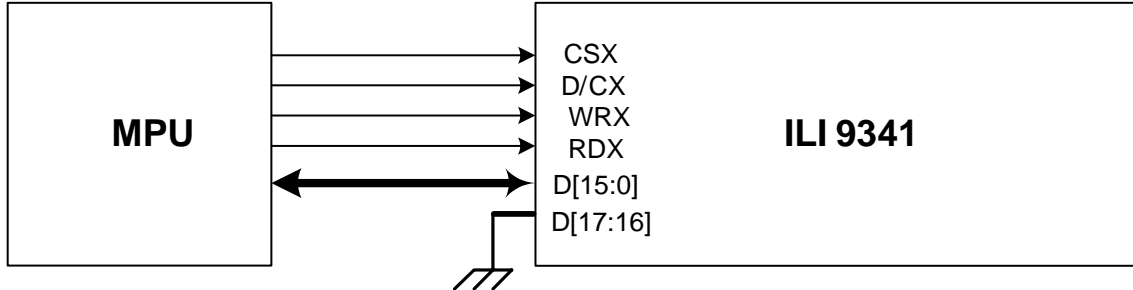 MPU
CSX
D/CX
WRX
RDX
D[15:0]
D[17:16]
ILI 9341